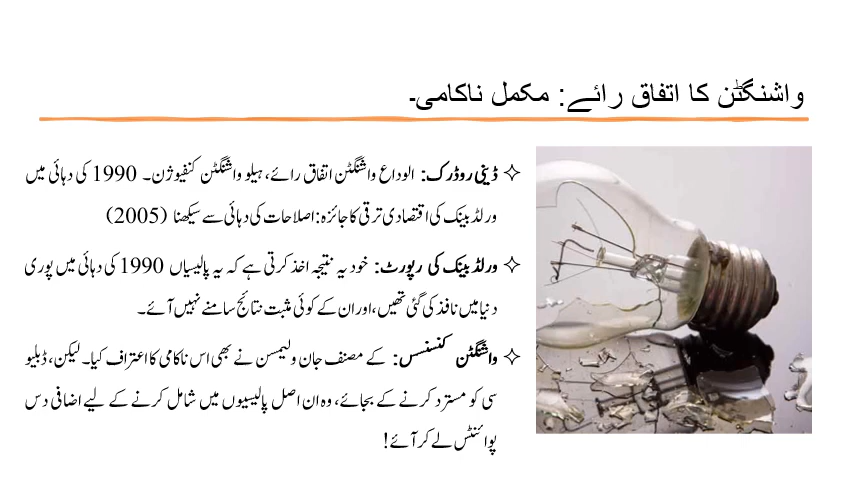 واشنگٹن کا اتفاق رائے: مکمل ناکامی۔
ڈینی روڈرک: الوداع واشنگٹن اتفاق رائے، ہیلو واشنگٹن کنفیوژن۔ 1990 کی دہائی میں
ورلڈ بینک کی اقتصادی ترقی کا جائزہ: اصلاحات کی دہائی سے سیکھنا (2005)
ورلڈ بینک کی رپورٹ: خود یہ نتیجہ اخذ کرتی ہے کہ یہ پالیسیاں 1990 کی دہائی میں پوری
دنیا میں نافذ کی گئی تھیں، اور ان کے کوئی مثبت نتائج سامنے نہیں آئے۔
واشنگٹن کنسنسس: کے مصنف جان ولیمسن نے بھی اس ناکامی کا اعتراف کیا۔ لیکن، ڈبلیو
سی کو مسترد کرنے کے بجائے، وہ ان اصل پالیسیوں میں شامل کرنے کے لیے اضافی دس
پوائنٹس لے کر آئے!